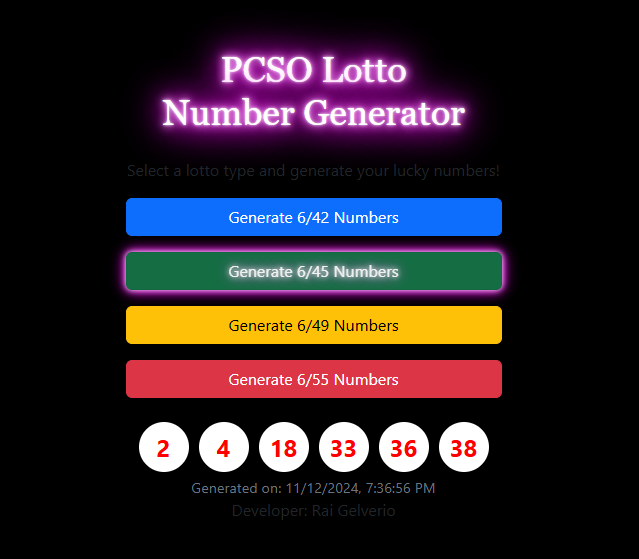 PCSO Lotto
Number Generator
Select a lotto type and generate your lucky numbers!
Generate 6/42 Numbers
Generate 6/45 Numbers
Generate 6/49 Numbers
Generate 6/55 Numbers
2 4 18 33 36 38
Generated on: 11/12/2024, 7:36:56 PM
Developer: Rai Gelverio